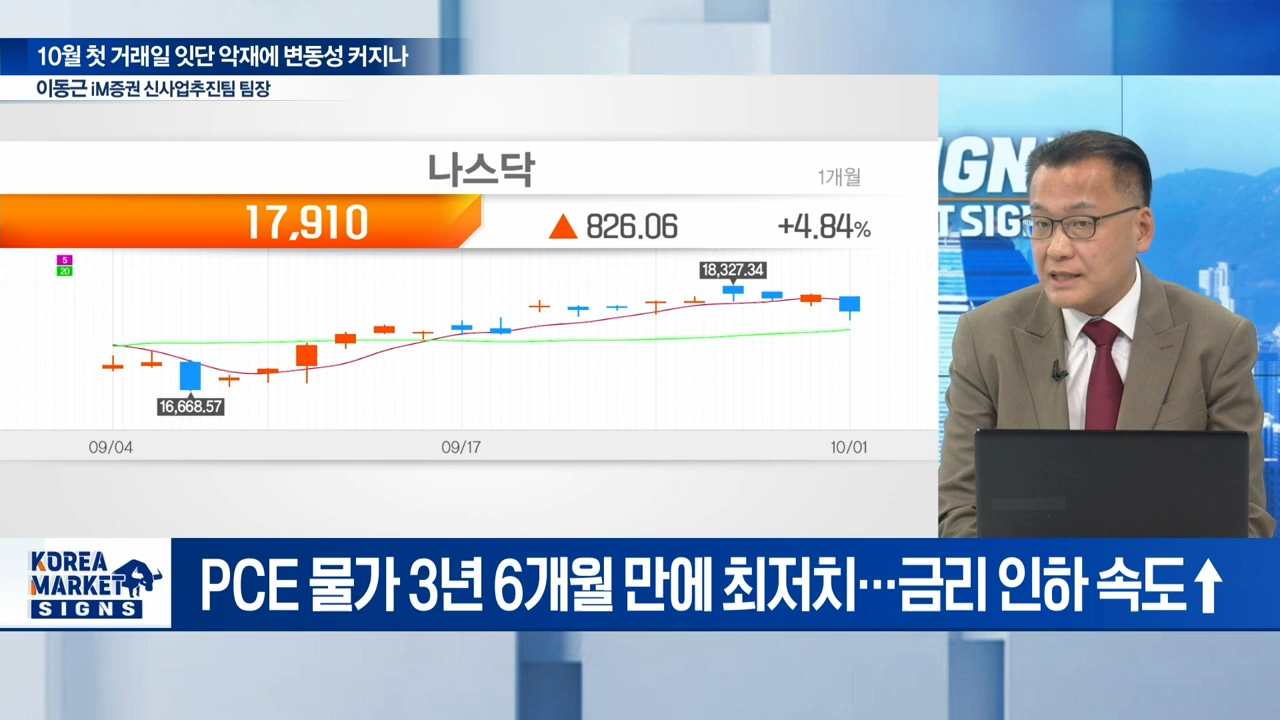 10월 첫 거래일 잇단 악재에 변동성 커지나
이동근 iM증권 신사업추진팀 팀장
나스닥
1개월
17,910 ▲ 826.06 +4.84%
5
20
18,327.34
16,668.57
09/04 09/17 10/01
IGN
T SIG
KOREA
MARKET
SIGNS
PCE 물가 3년 6개월 만에 최저치…금리 인하 속도↑